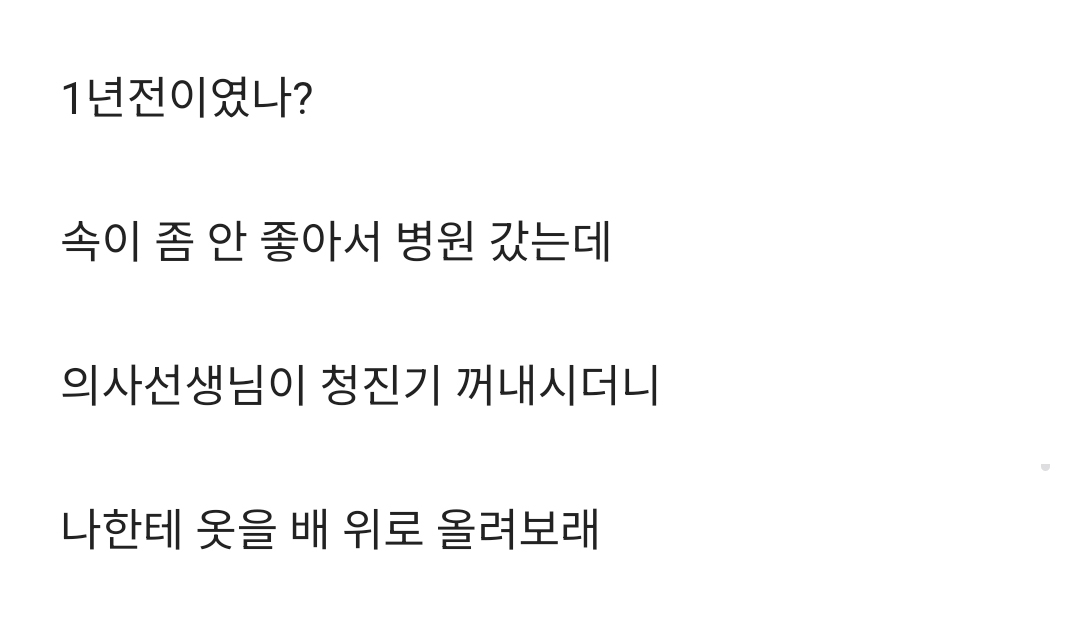 1년전이였나?
속이 좀 안 좋아서 병원 갔는데
의사선생님이 청진기 꺼내시더니
나한테 옷을 배 위로 올려보래